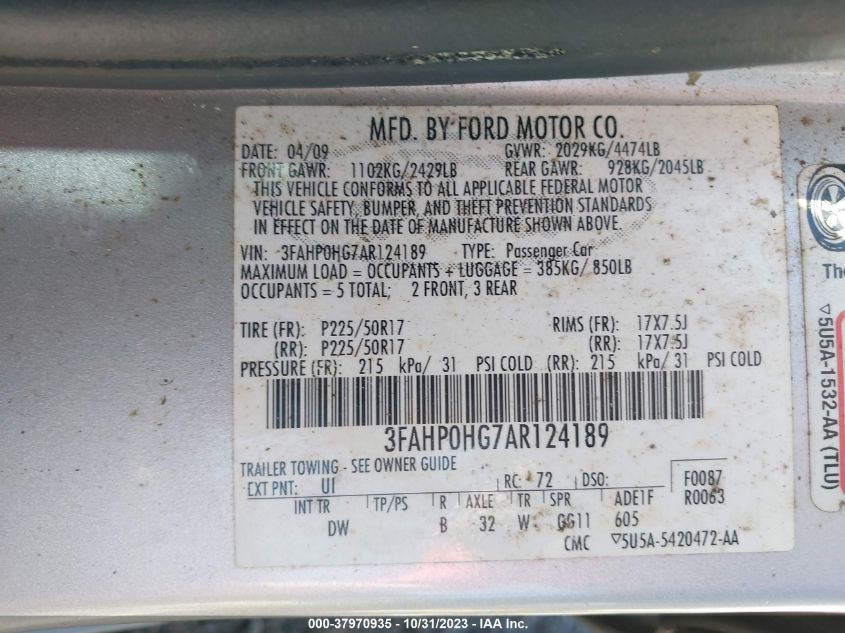 MFD. BY FORD MOTOR CO.
DATE: 04/09 GVWR: 2029KG/4474LB
FRONT GAWR: 1102KG/2429LB REAR GAWR: 928KG/2045LB
THIS VEHICLE CONFORMS TO ALL APPLICABLE FEDERAL MOTOR
VEHICLE SAFETY, BUMPER, AND THEFT PREVENTION STANDARDS
IN EFFECT ON THE DATE OF MANUFACTURE SHOWN ABOVE.
VIN: 3FAHP0HG7AR124189 TYPE: Passenger Car
MAXIMUM LOAD = OCCUPANTS + LUGGAGE = 385KG/ 850LB
OCCUPANTS = 5 TOTAL; 2 FRONT, 3 REAR
TIRE (FR): P225/50R17 RIMS (FR): 17X7.5J
(RR): P225/50R17 (RR): 17X7.5J
PRESSURE (FR): 215 kPa/ 31 PSI COLD (RR): 215 kPa/ 31 PSI COLD
3FAHP0HG7AR124189
TRAILER TOWING - SEE OWNER GUIDE
EXT PNT: UI RC: 72 DSO: F0087
INT TR TP/PS R AXLE TR SPR ADE1F R0063
DW B 32 W GG11 605
CMC ▽5U5A-5420472-AA
The
▽5U5A-1532-AA (TLU)
000-37970935 - 10/31/2023 - IAA Inc.